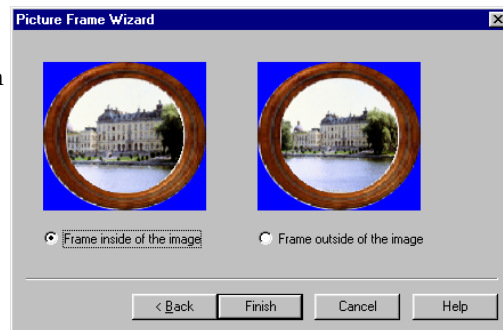 Picture Frame Wizard
Frame inside of the image
Frame outside of the image
< Back
Finish
Cancel
Help